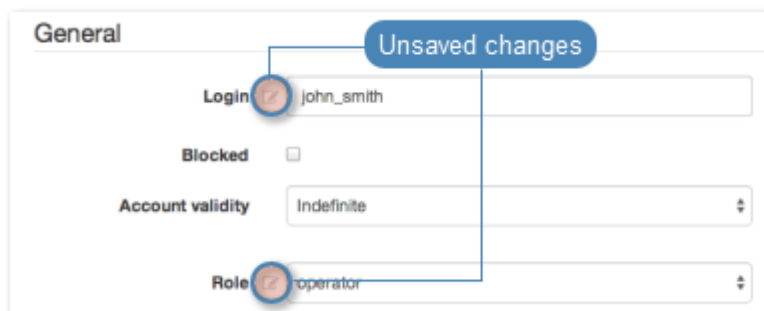 General
Unsaved changes
Login john_smith
Blocked
Account validity Indefinite
Role operator